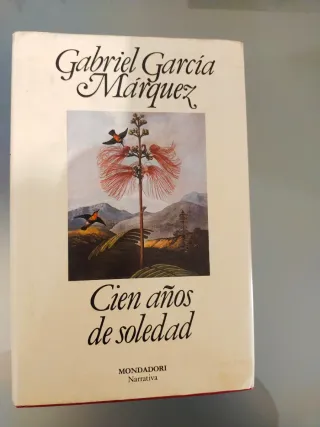 Gabriel García
Márquez
Cien años
de soledad
MONDADORI
Narrativa